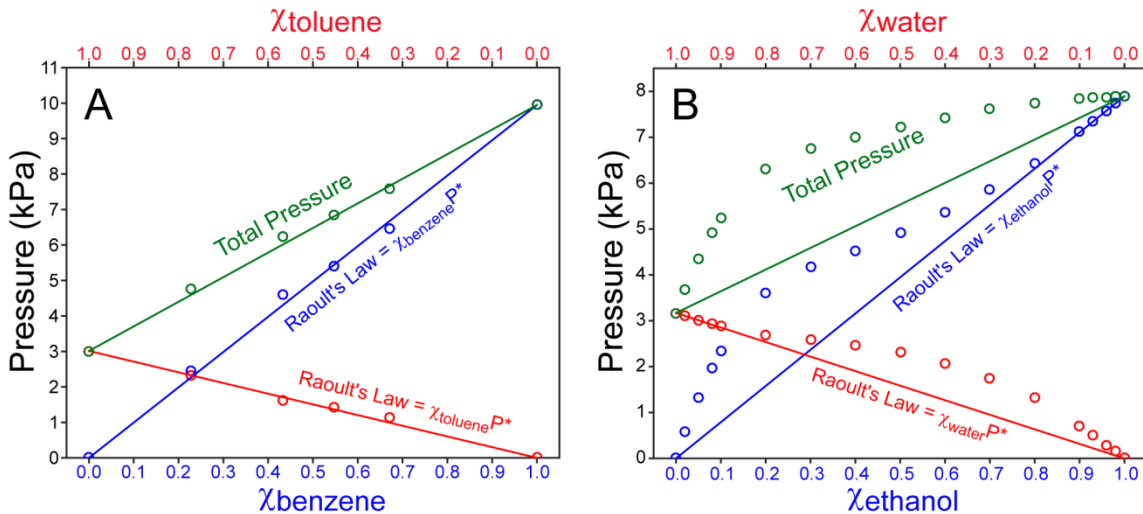 χtoluene
1.0 0.9 0.8 0.7 0.6 0.5 0.4 0.3 0.2 0.1 0.0
A
Pressure (kPa)
11
10
9
8
7
6
5
4
3
2
1
0
Total Pressure
Raoult's Law = χbenzeneP*
Raoult's Law = χtolueneP*
0.0 0.1 0.2 0.3 0.4 0.5 0.6 0.7 0.8 0.9 1.0
χbenzene
χwater
1.0 0.9 0.8 0.7 0.6 0.5 0.4 0.3 0.2 0.1 0.0
B
Pressure (kPa)
8
7
6
5
4
3
2
1
0
Total Pressure
Raoult's Law = χethanolP*
Raoult's Law = χwaterP*
0.0 0.1 0.2 0.3 0.4 0.5 0.6 0.7 0.8 0.9 1.0
χethanol